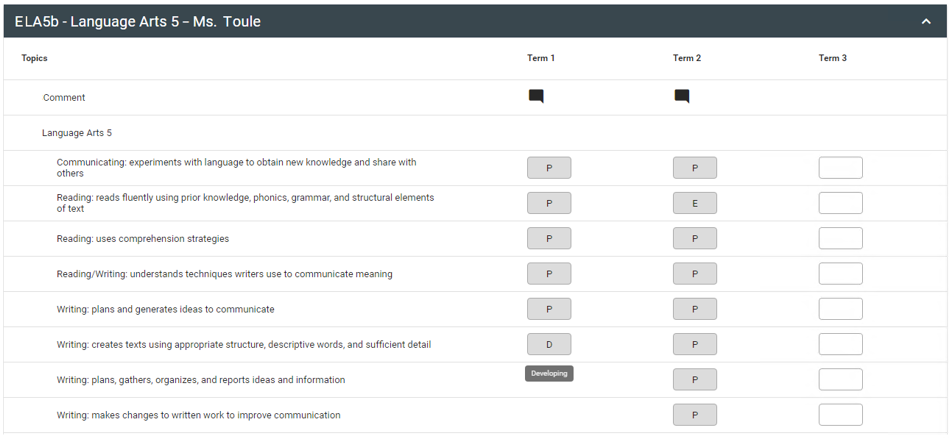 ELA5b - Language Arts 5 – Ms. Toule
Topics Term 1 Term 2 Term 3
Comment
Language Arts 5
Communicating: experiments with language to obtain new knowledge and share with
others
P P
Reading: reads fluently using prior knowledge, phonics, grammar, and structural elements
of text
P E
Reading: uses comprehension strategies P P
Reading/Writing: understands techniques writers use to communicate meaning P P
Writing: plans and generates ideas to communicate P P
Writing: creates texts using appropriate structure, descriptive words, and sufficient detail D P
Developing
Writing: plans, gathers, organizes, and reports ideas and information P
Writing: makes changes to written work to improve communication P